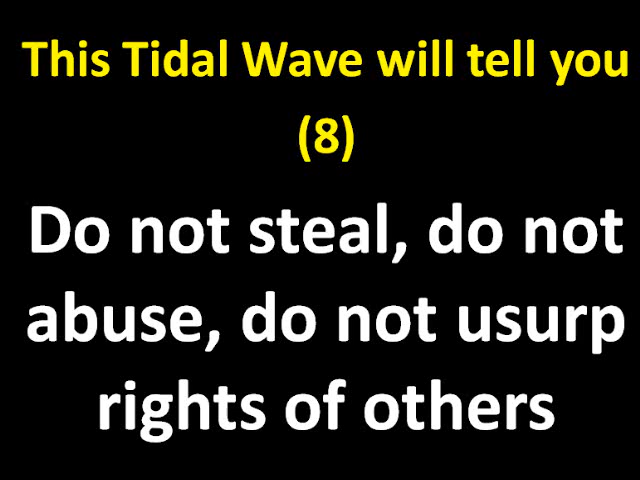 This Tidal Wave will tell you
(8)
Do not steal, do not
abuse, do not usurp
rights of others